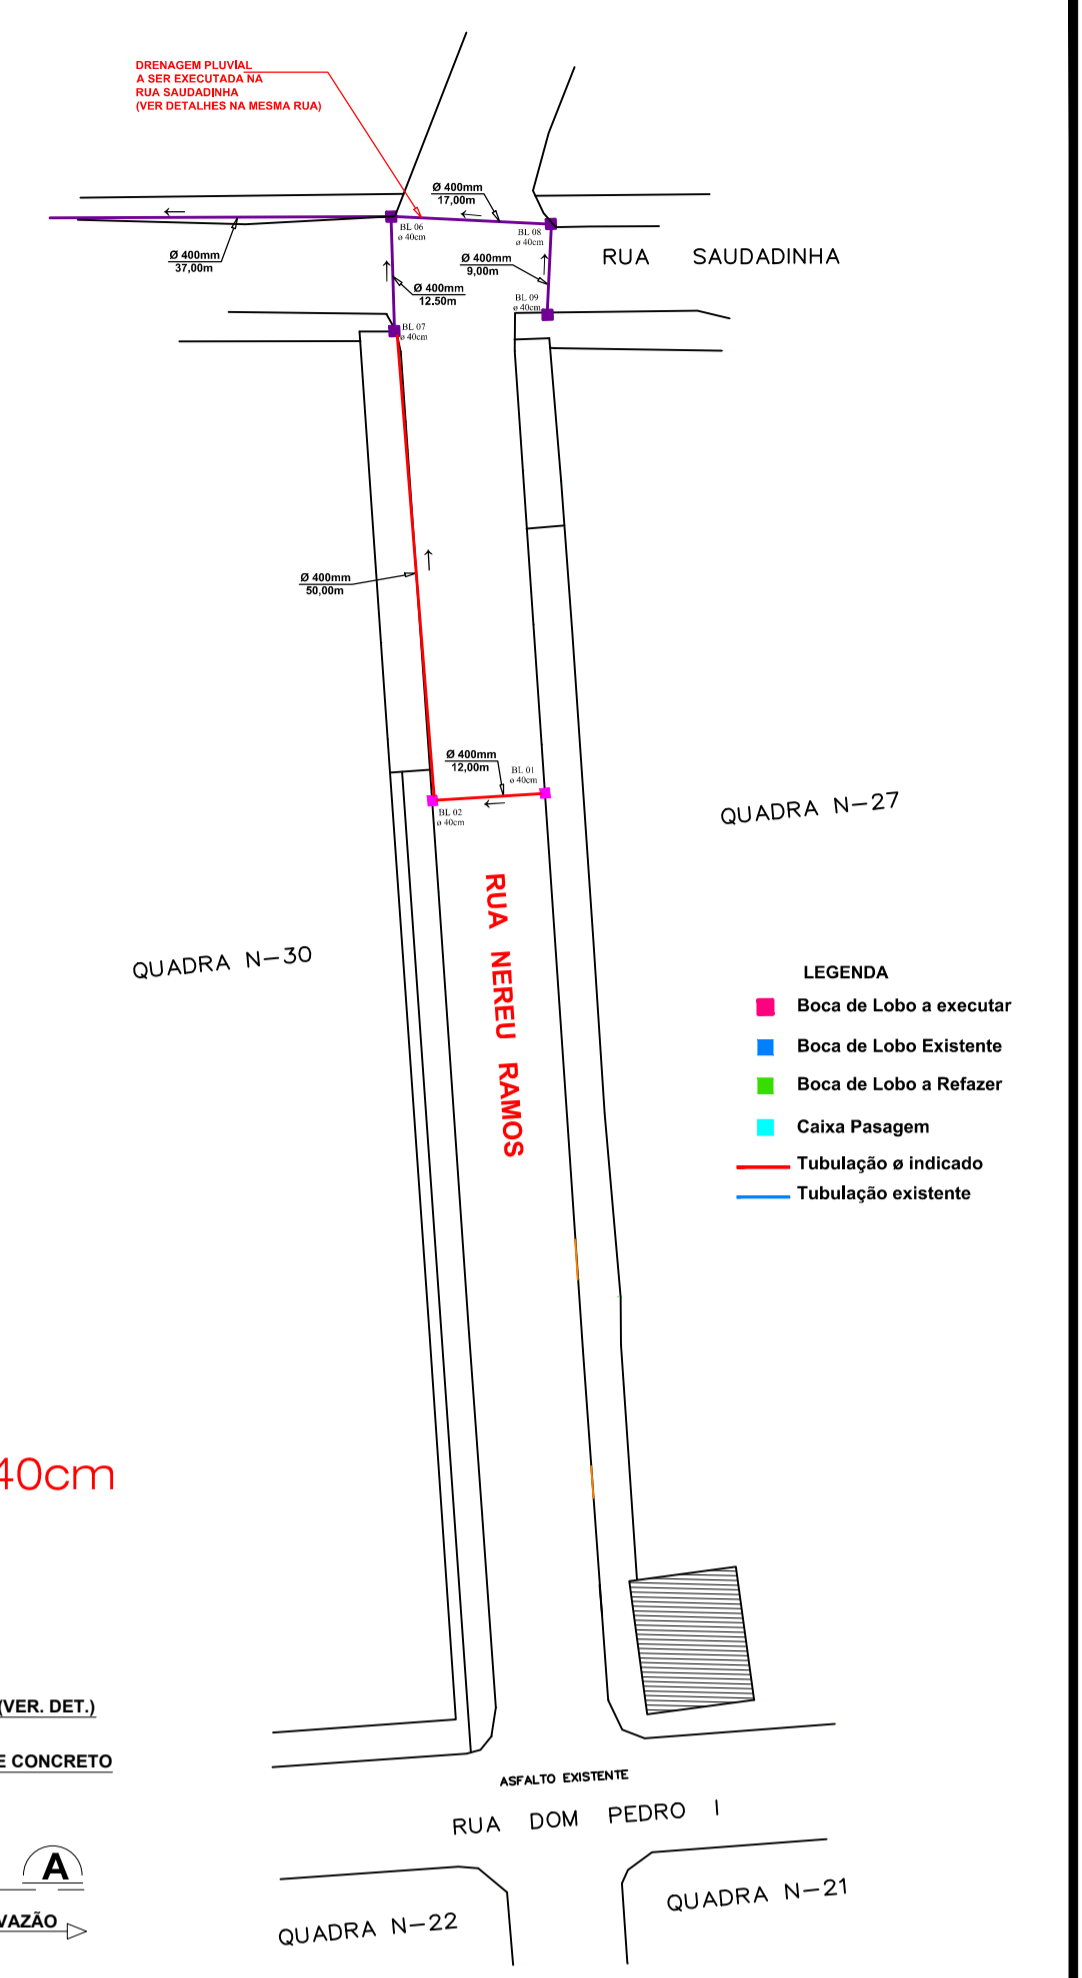 DRENAGEM PLUVIAL
A SER EXECUTADA NA
RUA SAUDADINHA
(VER DETALHES NA MESMA RUA)
Ø 400mm
17,00m
BL 06
ø 40cm
BL 08
ø 40cm
Ø 400mm
37,00m
Ø 400mm
9,00m
RUA SAUDADINHA
Ø 400mm
12.50m
BL 09
ø 40cm
BL 07
ø 40cm
Ø 400mm
50,00m
Ø 400mm
12,00m
BL 01
ø 40cm
BL 02
ø 40cm
QUADRA N-27
RUA NEREU RAMOS
QUADRA N-30
LEGENDA
Boca de Lobo a executar
Boca de Lobo Existente
Boca de Lobo a Refazer
Caixa Pasagem
Tubulação ø indicado
Tubulação existente
40cm
(VER. DET.)
E CONCRETO
ASFALTO EXISTENTE
RUA DOM PEDRO I
A
VAZÃO
QUADRA N-22
QUADRA N-21